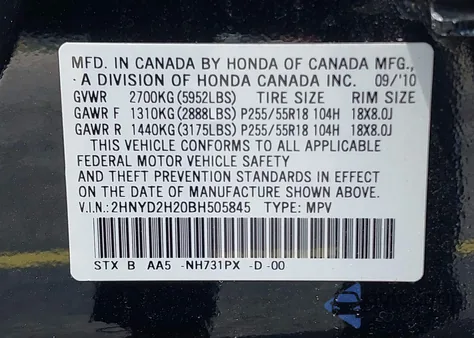 MFD. IN CANADA BY HONDA OF CANADA MFG.,
A DIVISION OF HONDA CANADA INC. 09/'10
GVWR 2700KG(5952LBS) TIRE SIZE RIM SIZE
GAWR F 1310KG(2888LBS) P255/55R18 104H 18X8.0J
GAWR R 1440KG(3175LBS) P255/55R18 104H 18X8.0J
THIS VEHICLE CONFORMS TO ALL APPLICABLE
FEDERAL MOTOR VEHICLE SAFETY
AND THEFT PREVENTION STANDARDS IN EFFECT
ON THE DATE OF MANUFACTURE SHOWN ABOVE.
V.I.N.:2HNYD2H20BH505845 TYPE: MPV
STX B AA5 -NH731PX -D -00